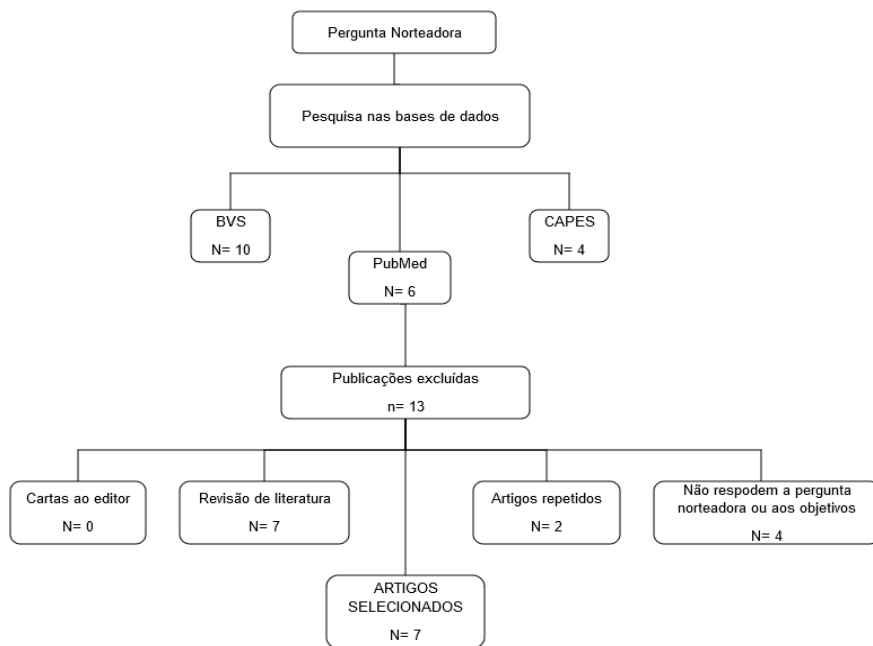 Pergunta Norteadora
Pesquisa nas bases de dados
BVS
N= 10
CAPES
N= 4
PubMed
N= 6
Publicações excluídas
n= 13
Cartas ao editor
N= 0
Revisão de literatura
N= 7
Artigos repetidos
N= 2
Não respodem a pergunta
norteadora ou aos objetivos
N= 4
ARTIGOS
SELECIONADOS
N= 7